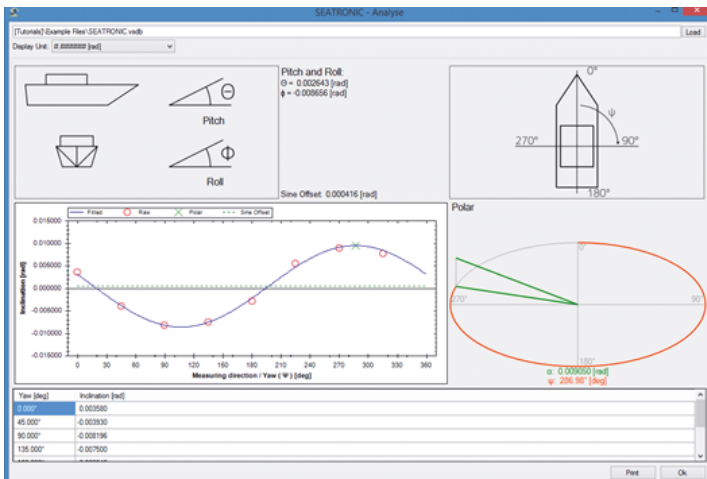 SEATRONIC - Analyse
[Tutorials]\Example Files\SEATRONIC.vsdb
Load
Display Unit: #.###### [rad]
Θ
Pitch
ϕ
Roll
Pitch and Roll:
Θ = 0.002643 [rad]
ϕ = -0.008656 [rad]
Sine Offset: 0.000416 [rad]
0°
ψ
270°
90°
180°
Fitted Raw Polar Sine Offset
0.015000
0.010000
0.005000
0.000000
-0.005000
-0.010000
-0.015000
Inclination [rad]
0 30 60 90 120 150 180 210 240 270 300 330 360
Measuring direction / Yaw (Ψ) [deg]
Polar
0°
270°
90°
180°
α: 0.009050 [rad]
ψ: 286.98° [deg]
Yaw [deg] Inclination [rad]
0.000° 0.003580
45.000° -0.003930
90.000° -0.008196
135.000° -0.007500
Print
Ok